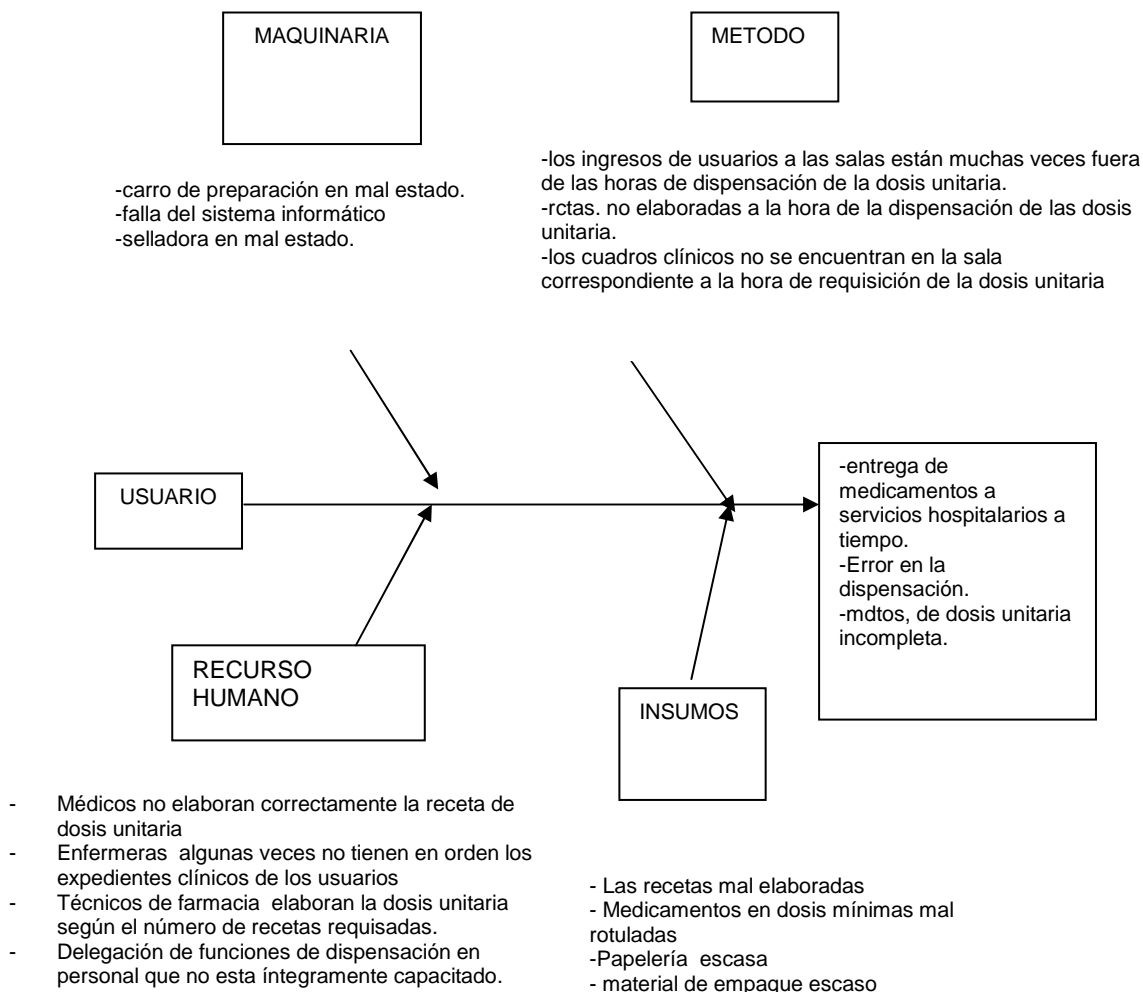 MAQUINARIA
METODO
-carro de preparación en mal estado.
-falla del sistema informático
-selladora en mal estado.
-los ingresos de usuarios a las salas están muchas veces fuera
de las horas de dispensación de la dosis unitaria.
-rctas. no elaboradas a la hora de la dispensación de las dosis
unitaria.
-los cuadros clínicos no se encuentran en la sala
correspondiente a la hora de requisición de la dosis unitaria
USUARIO
-entrega de
medicamentos a
servicios hospitalarios a
tiempo.
-Error en la
dispensación.
-mdtos, de dosis unitaria
incompleta.
RECURSO
HUMANO
INSUMOS
- Médicos no elaboran correctamente la receta de
dosis unitaria
- Enfermeras algunas veces no tienen en orden los
expedientes clínicos de los usuarios
- Técnicos de farmacia elaboran la dosis unitaria
según el número de recetas requisadas.
- Delegación de funciones de dispensación en
personal que no esta íntegramente capacitado.
- Las recetas mal elaboradas
- Medicamentos en dosis mínimas mal
rotuladas
-Papelería escasa
- material de empaque escaso